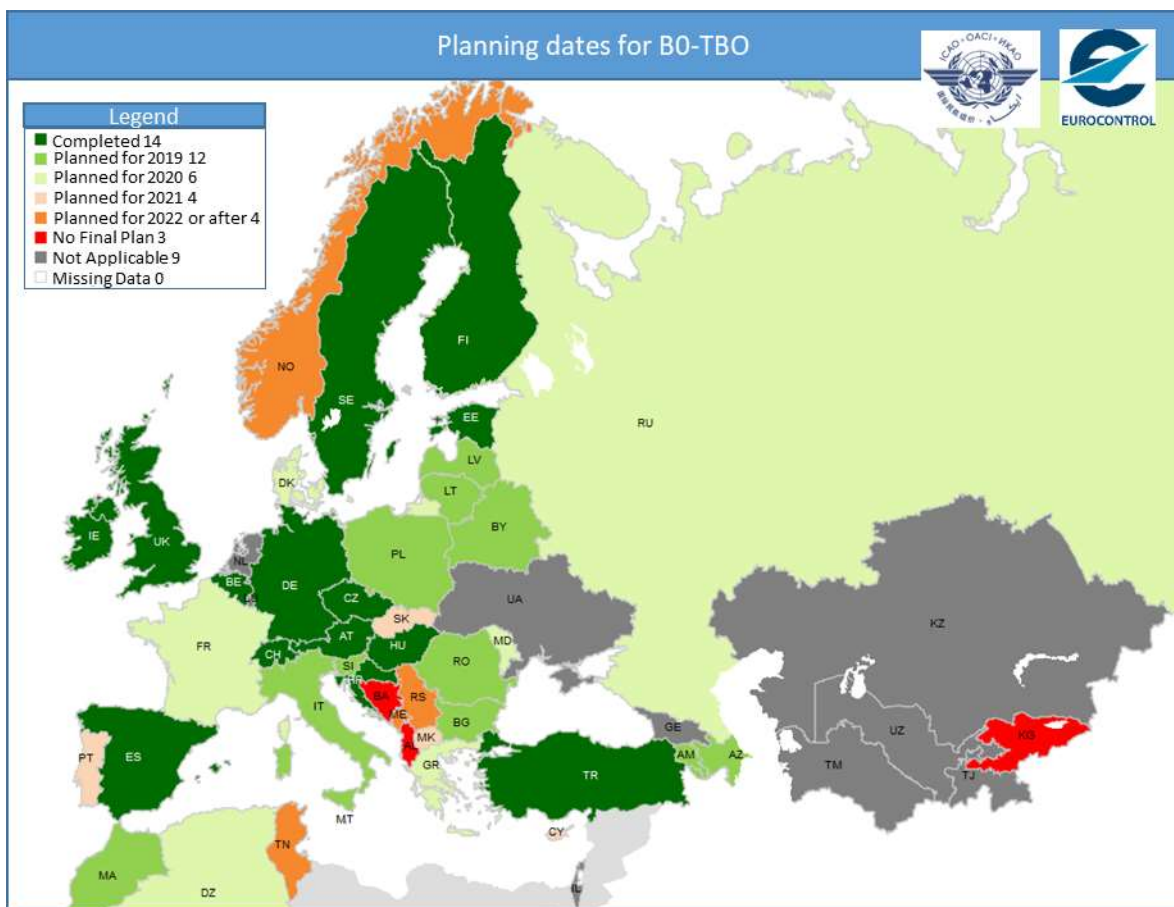 Planning dates for B0-TBO
ICAO • OACI • ИКАО
EUROCONTROL
Legend
Completed 14
Planned for 2019 12
Planned for 2020 6
Planned for 2021 4
Planned for 2022 or after 4
No Final Plan 3
Not Applicable 9
Missing Data 0
FI
NO
SE
EE
RU
LV
DK
LT
BY
IE
UK
NL
PL
BE
DE
UA
CZ
KZ
SK
AT
MD
FR
HU
CH
SI
RO
HR
BA
RS
IT
ME
BG
GE
UZ
KG
MK
AL
PT
ES
GR
AM
AZ
TM
TJ
TR
MT
CY
TN
MA
DZ
IL